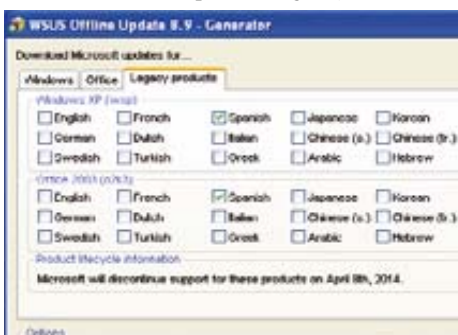 WSUS Offline Update 8.9 - Generator
Download Microsoft updates for...
Windows Office Legacy products
Windows XP (wxp)
English French Spanish Japanese Korean
German Dutch Italian Chinese (s.) Chinese (tr.)
Swedish Turkish Greek Arabic Hebrew
Office 2003 (o2k3)
English French Spanish Japanese Korean
German Dutch Italian Chinese (s.) Chinese (tr.)
Swedish Turkish Greek Arabic Hebrew
Product lifecycle information
Microsoft will discontinue support for these products on April 8th, 2014.
Options